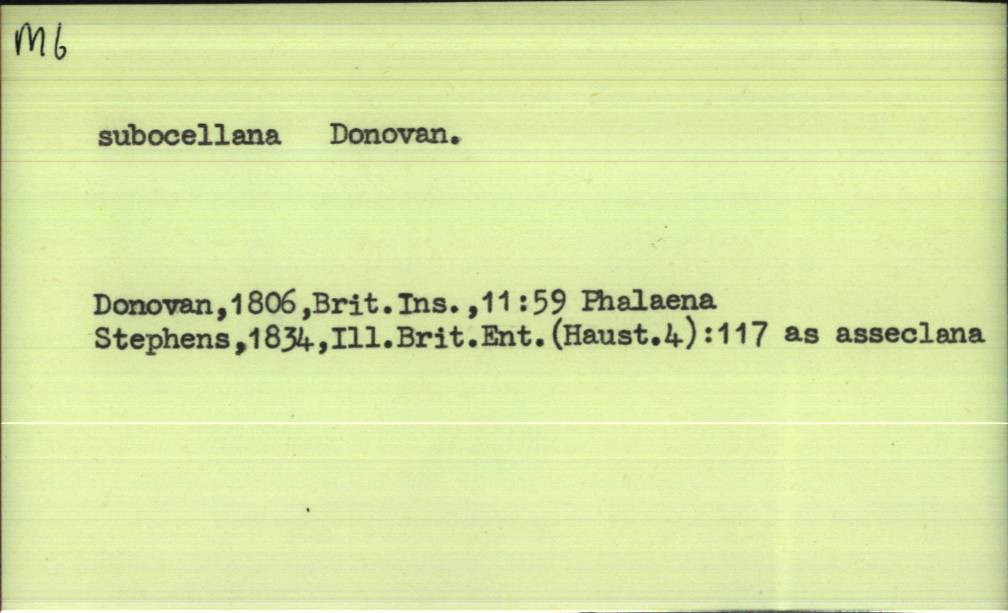 M6
subocellana Donovan.
Donovan,1806,Brit.Ins.,11:59 Phalaena
Stephens,1834,Ill.Brit.Ent.(Haust.4):117 as asseclana